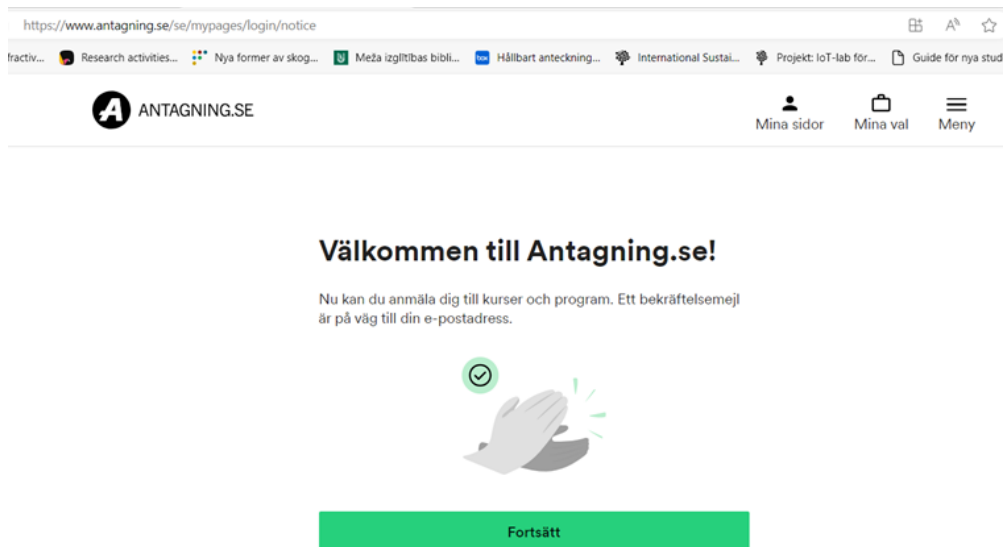 https://www.antagning.se/se/mypages/login/notice
fractiv... Research activities... Nya former av skog... Meža izglītības bibli... box Hållbart anteckning... International Sustai... Projekt: IoT-lab för... Guide för nya stud
ANTAGNING.SE
Mina sidor Mina val Meny
Välkommen till Antagning.se!
Nu kan du anmäla dig till kurser och program. Ett bekräftelsemejl
är på väg till din e-postadress.
Fortsätt